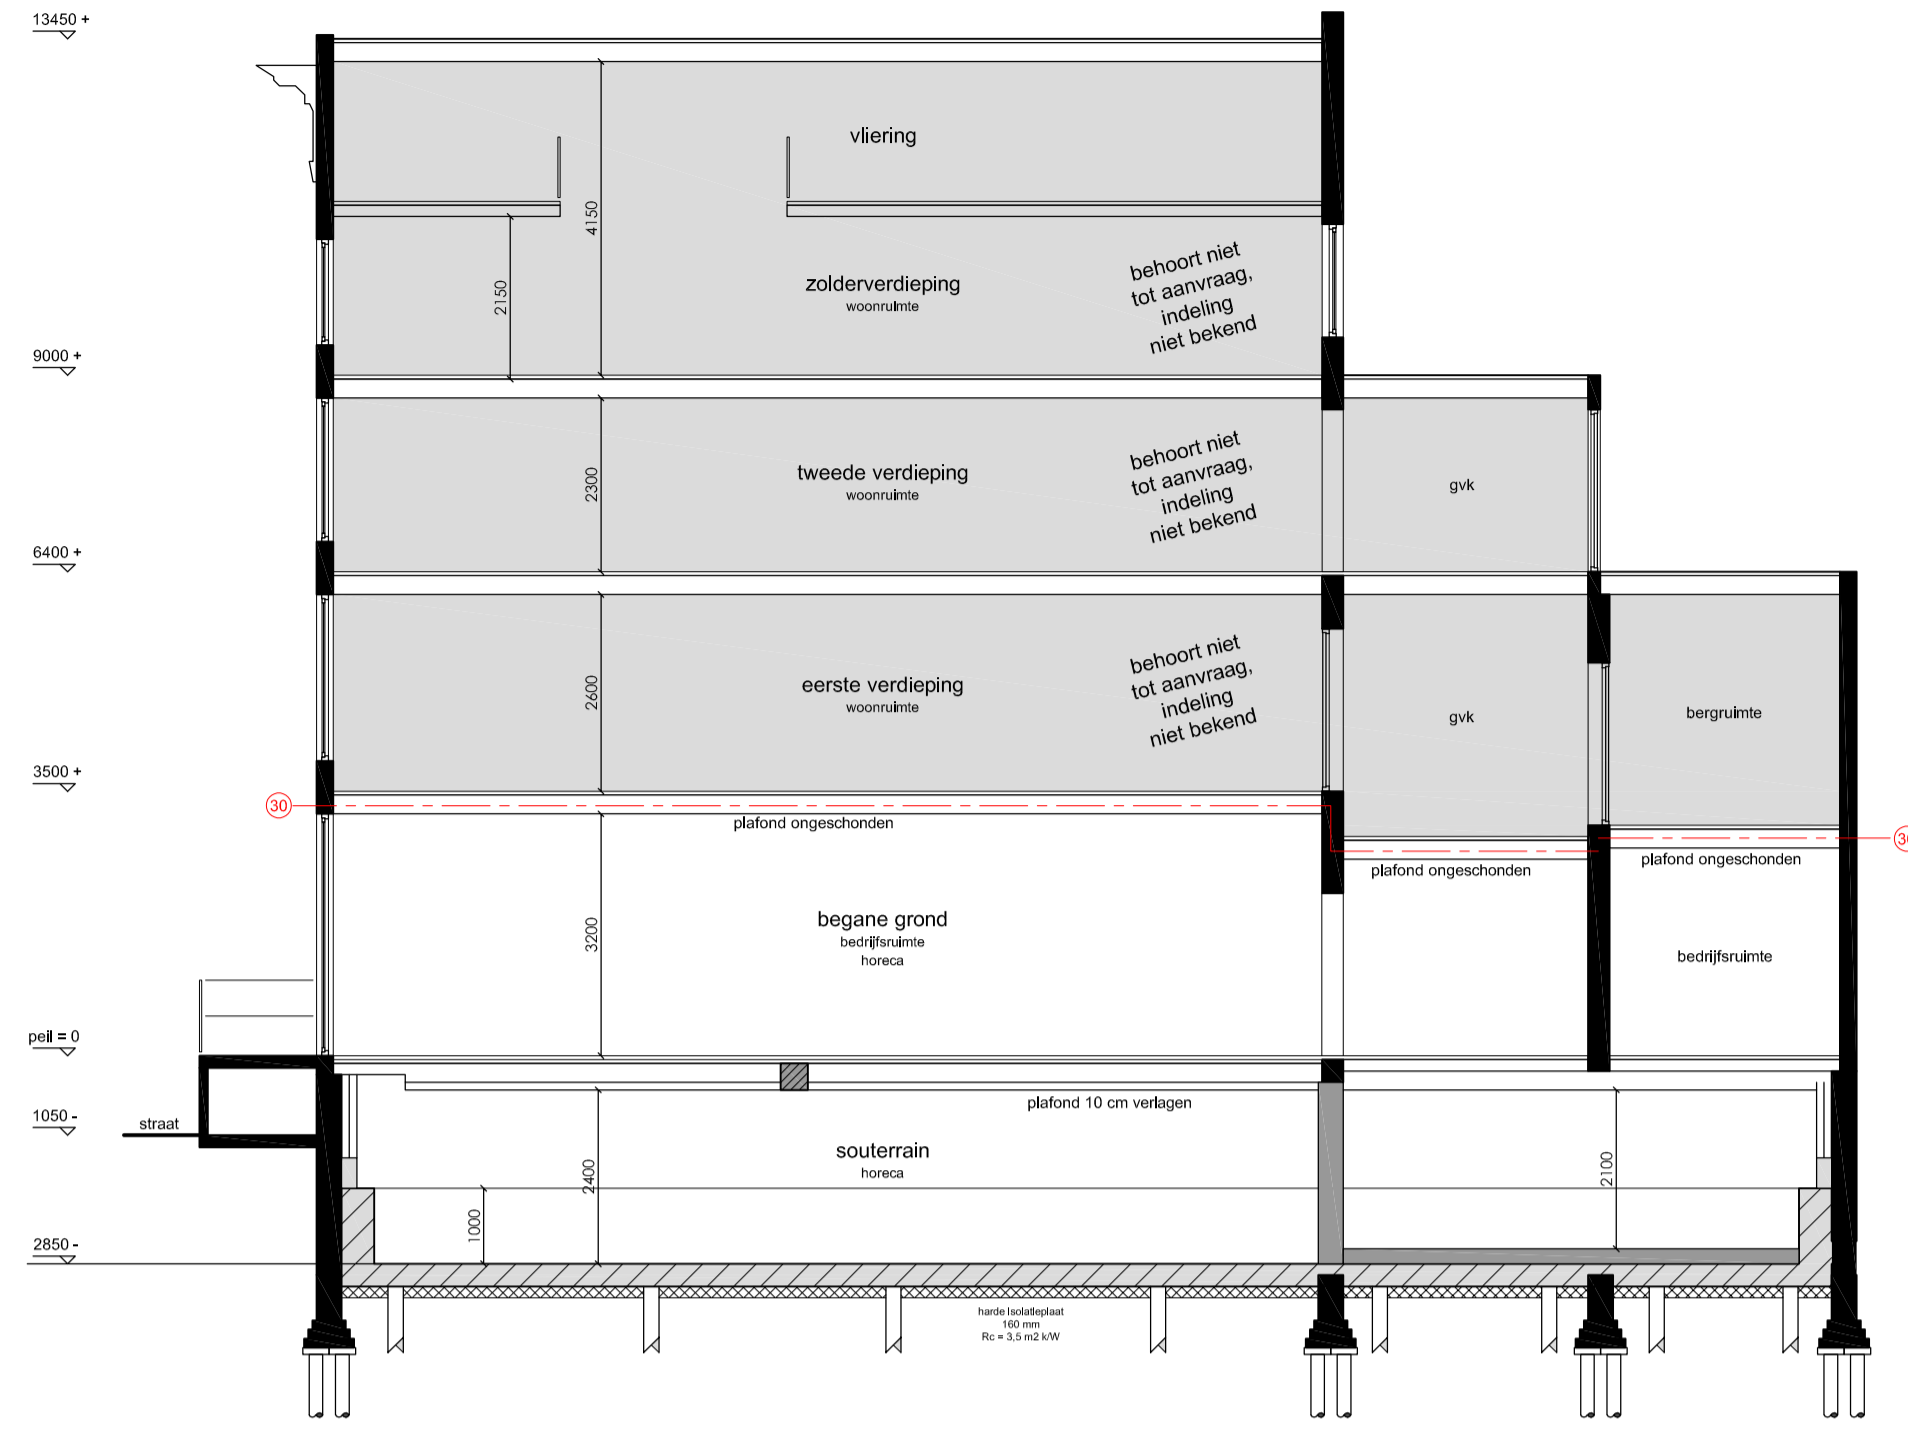 13450 +
vliering
4150
2150
zolderverdieping
woonruimte
behoort niet
tot aanvraag,
indeling
niet bekend
9000 +
2300
tweede verdieping
woonruimte
behoort niet
tot aanvraag,
indeling
niet bekend
gvk
6400 +
2600
eerste verdieping
woonruimte
behoort niet
tot aanvraag,
indeling
niet bekend
gvk
bergruimte
3500 +
30
plafond ongeschonden
plafond ongeschonden
plafond ongeschonden
3200
begane grond
bedrijfsruimte
horeca
bedrijfsruimte
peil = 0
1050 -
straat
plafond 10 cm verlagen
souterrain
horeca
2400
1000
2100
2850 -
harde Isolatieplaat
160 mm
Rc = 3,5 m2 k/W